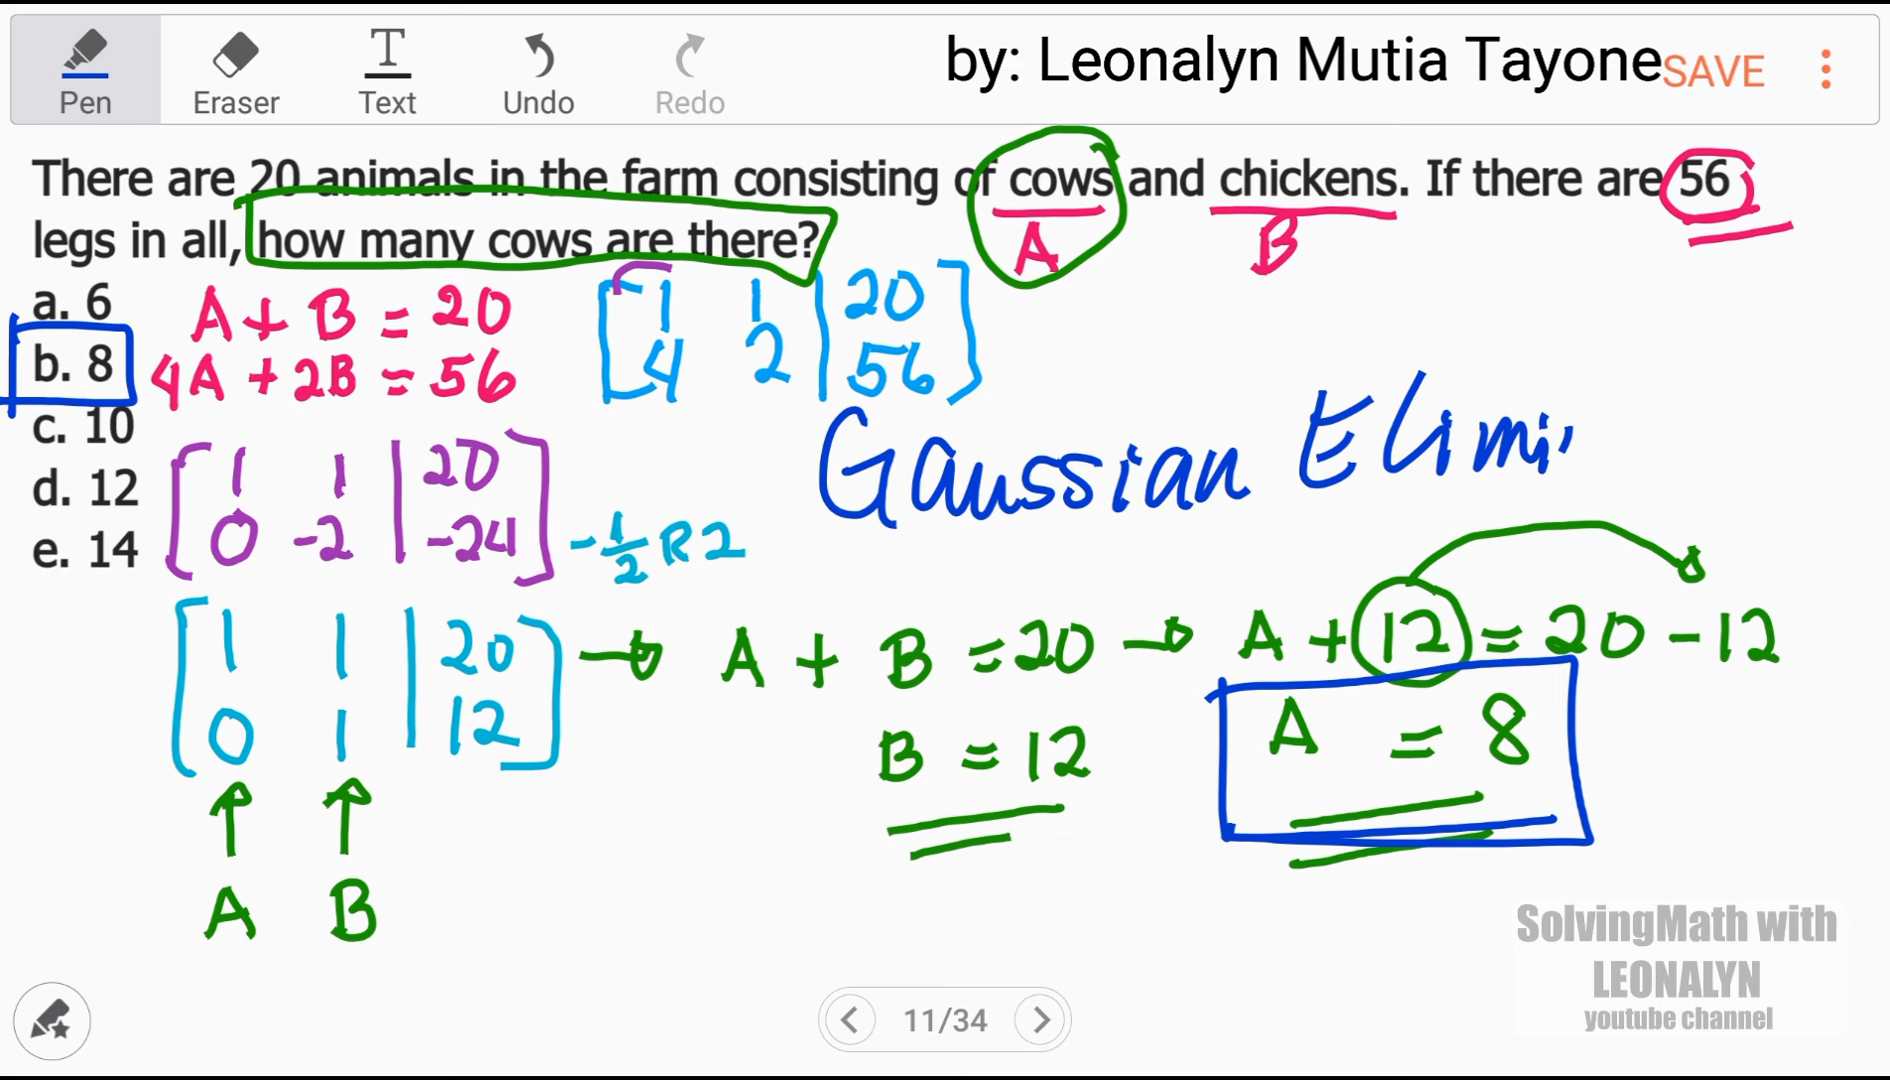 by: Leonalyn Mutia Tayone
SAVE
Pen
Eraser
T
Text
Undo
Redo
There are 20 animals in the farm consisting of cows and chickens. If there are 56
legs in all, how many cows are there?
A
B
a. 6
b. 8
c. 10
d. 12
e. 14
A + B = 20
4A + 2B = 56
1 1 | 20
4 2 | 56
Gaussian Elimi
1 1 | 20
0 -2 | -24
-1/2 R2
1 1 | 20
0 1 | 12
A + B = 20
B = 12
A + 12 = 20 - 12
A = 8
A B
11/34
SolvingMath with
LEONALYN
youtube channel